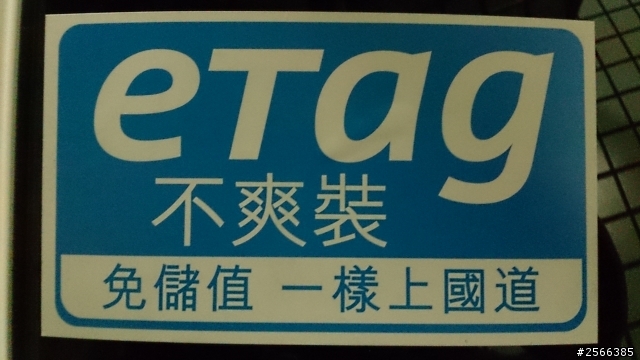 eTag
不爽裝
免儲值 一樣上國道
#2566385